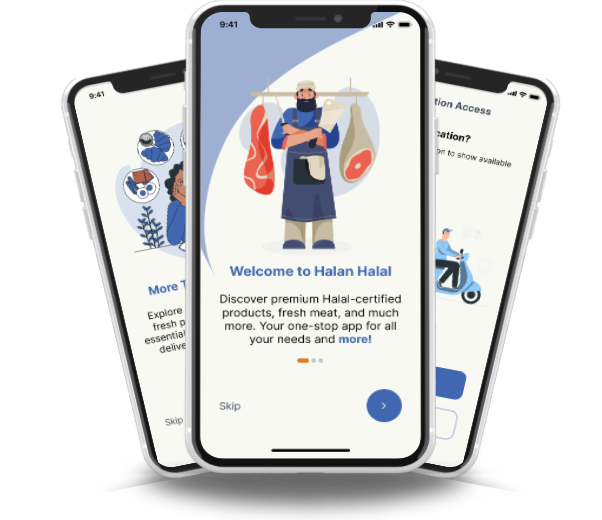 9:41
More T
Explore
fresh p
essential
delive
Skip
9:41
Welcome to Halan Halal
Discover premium Halal-certified
products, fresh meat, and much
more. Your one-stop app for all
your needs and more!
Skip
tion Access
cation?
on to show available